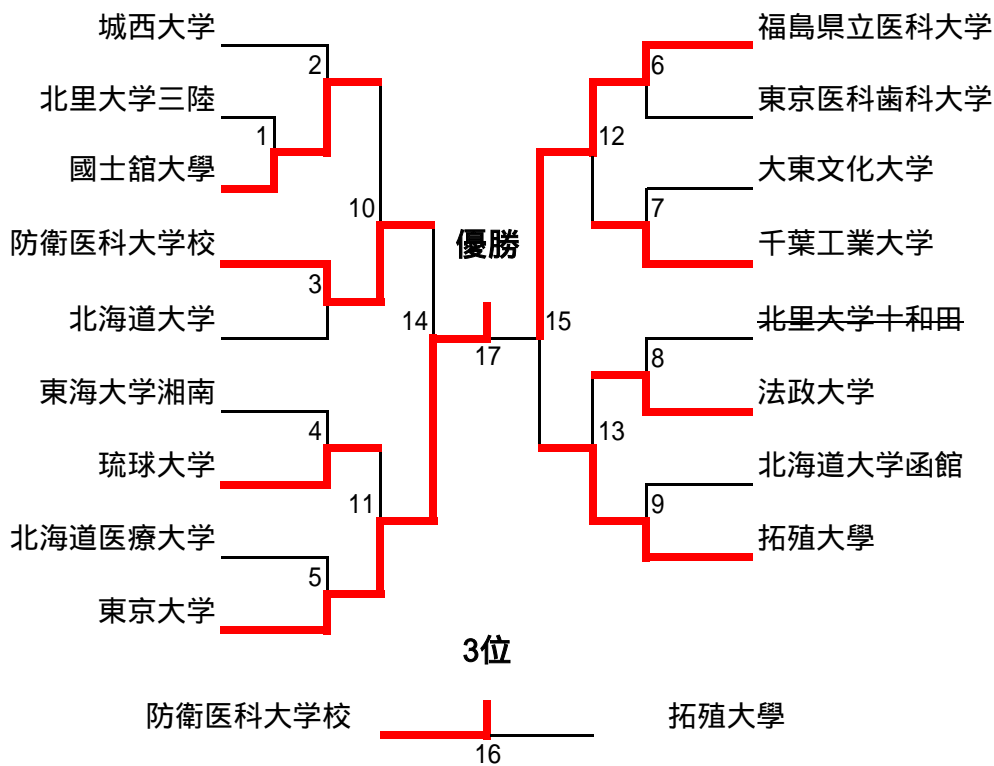 城西大学
北里大学三陸
國士舘大學
防衛医科大学校
北海道大学
東海大学湘南
琉球大学
北海道医療大学
東京大学
2
1
3
4
5
10
11
14
優勝
17
15
12
13
6
7
8
9
福島県立医科大学
東京医科歯科大学
大東文化大学
千葉工業大学
北里大学十和田
法政大学
北海道大学函館
拓殖大學
3位
防衛医科大学校
拓殖大學
16